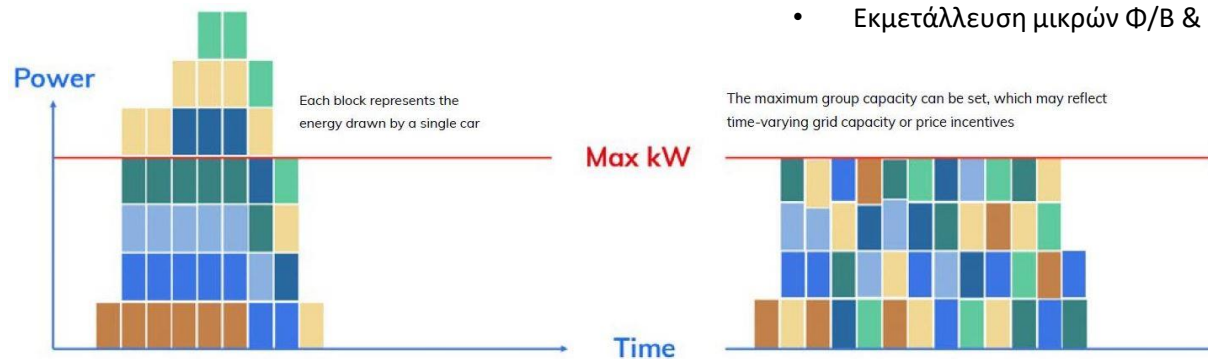 • Εκμετάλλευση μικρών Φ/Β &
Power
Each block represents the
energy drawn by a single car
The maximum group capacity can be set, which may reflect
time-varying grid capacity or price incentives
Max kW
Time